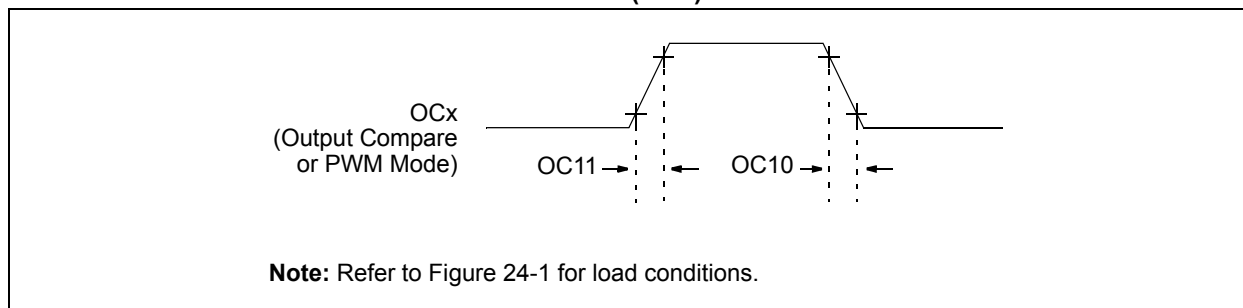 OCx
(Output Compare
or PWM Mode)
OC11
OC10
Note: Refer to Figure 24-1 for load conditions.